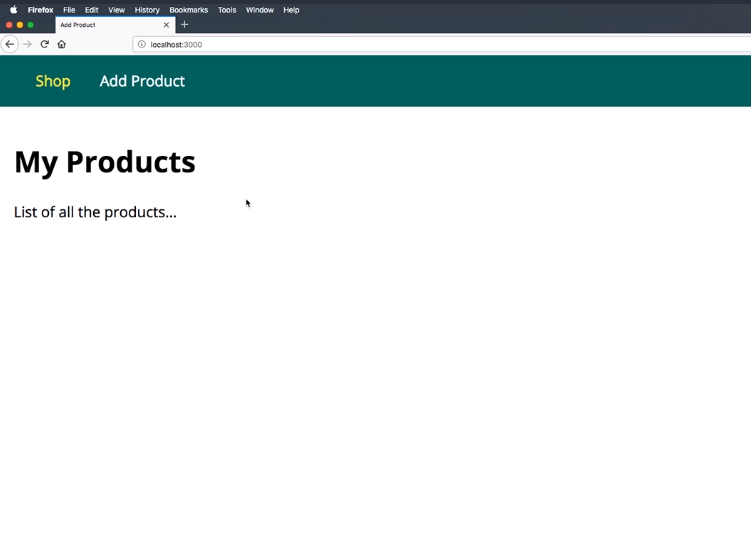 Firefox File Edit View History Bookmarks Tools Window Help
Add Product
localhost:3000
Shop Add Product
My Products
List of all the products...